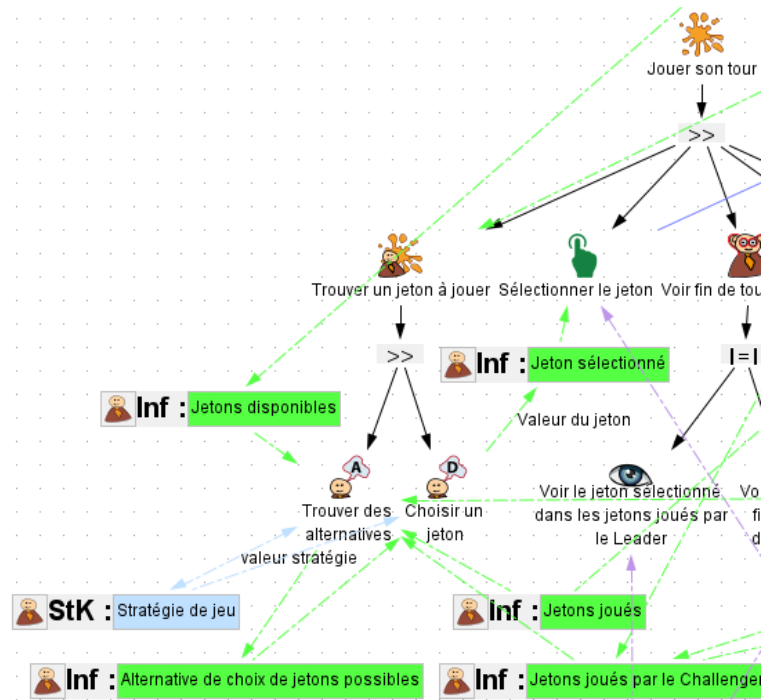 Jouer son tour
>>
Trouver un jeton à jouer
Sélectionner le jeton
Voir fin de tou
>>
Inf :
Jeton sélectionné
|=|
Inf :
Jetons disponibles
Valeur du jeton
A
D
Trouver des
alternatives
Choisir un
jeton
Voir le jeton sélectionné
dans les jetons joués par
le Leader
Vo
fi
d
valeur stratégie
StK :
Stratégie de jeu
Inf :
Jetons joués
Inf :
Alternative de choix de jetons possibles
Inf :
Jetons joués par le Challenger